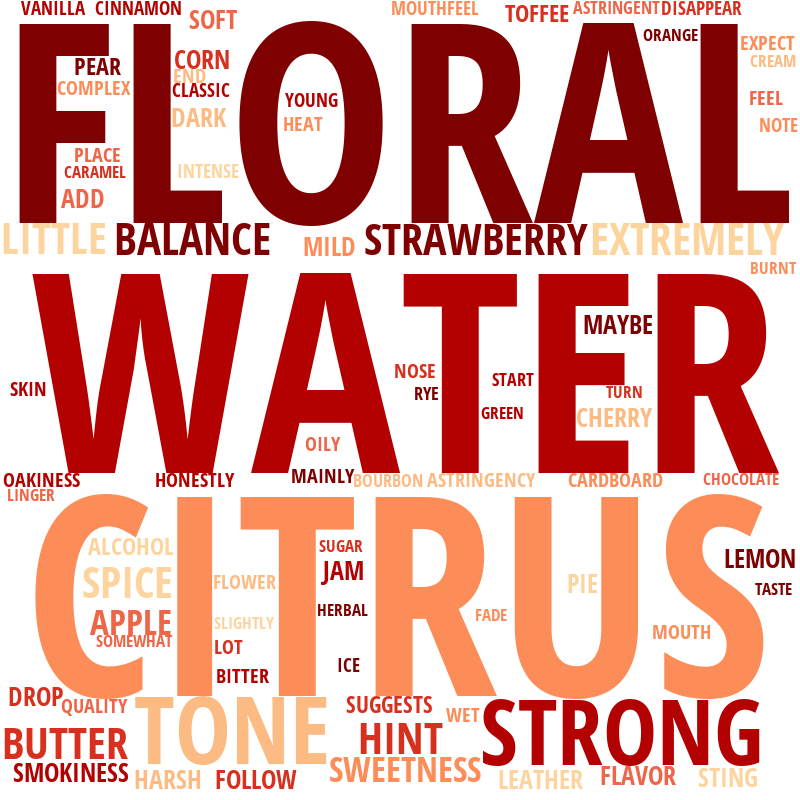 VANILLA CINNAMON SOFT MOUTHFEEL TOFFEE ASTRINGENT DISAPPEAR
FLORAL
ORANGE EXPECT CREAM
PEAR CORN END
COMPLEX CLASSIC YOUNG FEEL
DARK HEAT NOTE
PLACE
CARAMEL INTENSE
ADD
LITTLE BALANCE MILD STRAWBERRY EXTREMELY
BURNT
WATER
MAYBE
SKIN NOSE RYE START TURN
GREEN CHERRY
OILY
OAKINESS HONESTLY MAINLY BOURBON ASTRINGENCY CARDBOARD CHOCOLATE
LINGER
CITRUS
ALCOHOL SUGAR LEMON
SPICE FLOWER JAM PIE TASTE
APPLE SLIGHTLY HERBAL FADE
SOMEWHAT LOT MOUTH
BITTER ICE
DROP QUALITY TONE SUGGESTS WET STRONG
BUTTER HINT
SMOKINESS HARSH FOLLOW SWEETNESS LEATHER FLAVOR STING